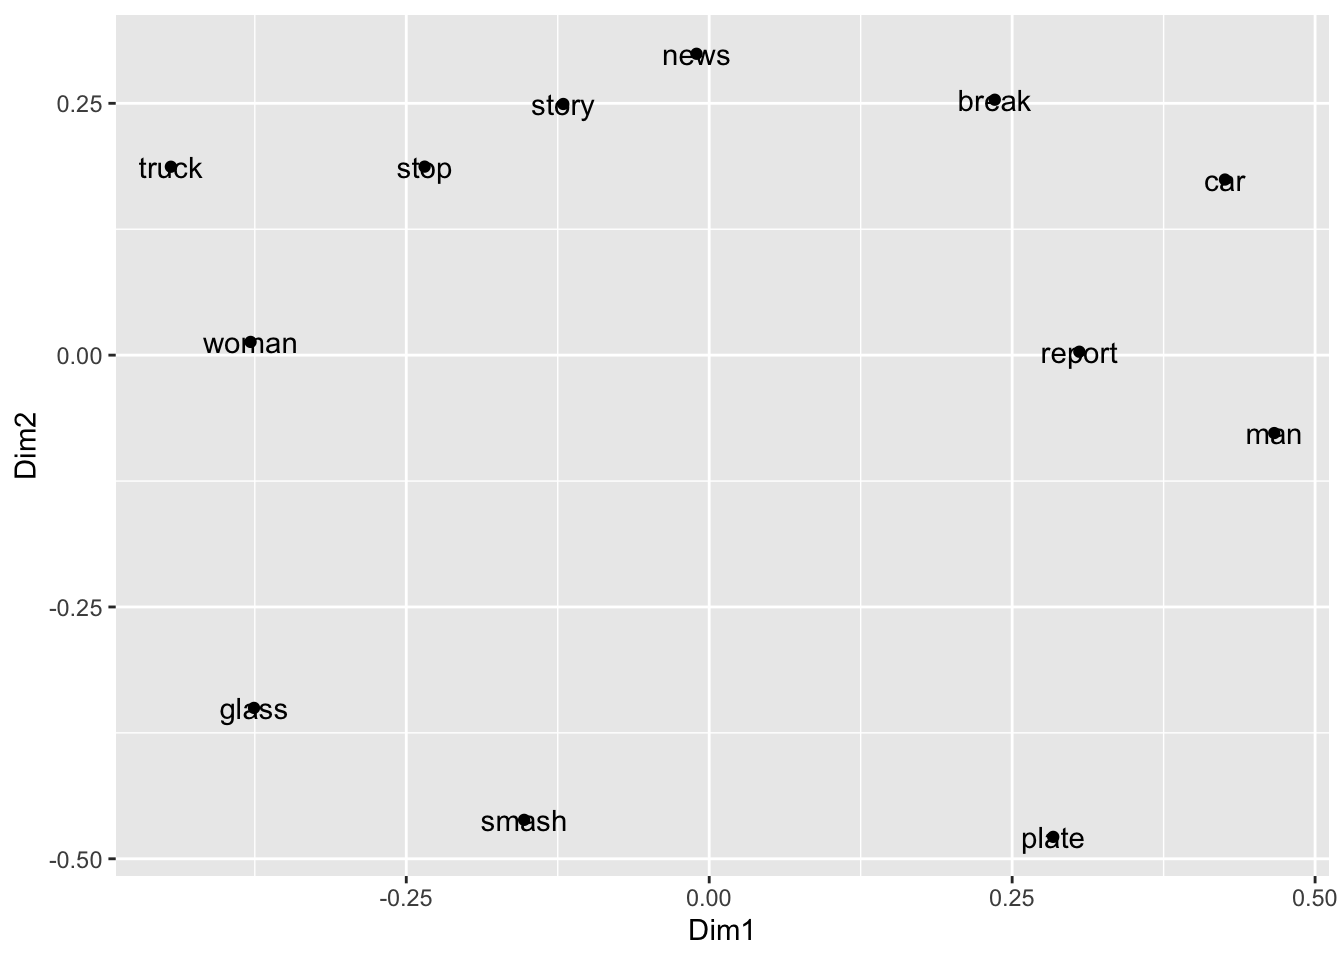 news
story
break
0.25
truck
stop
car
woman
0.00
report
man
Dim2
-0.25
glass
smash
plate
-0.50
-0.25
0.00
0.25
0.50
Dim1